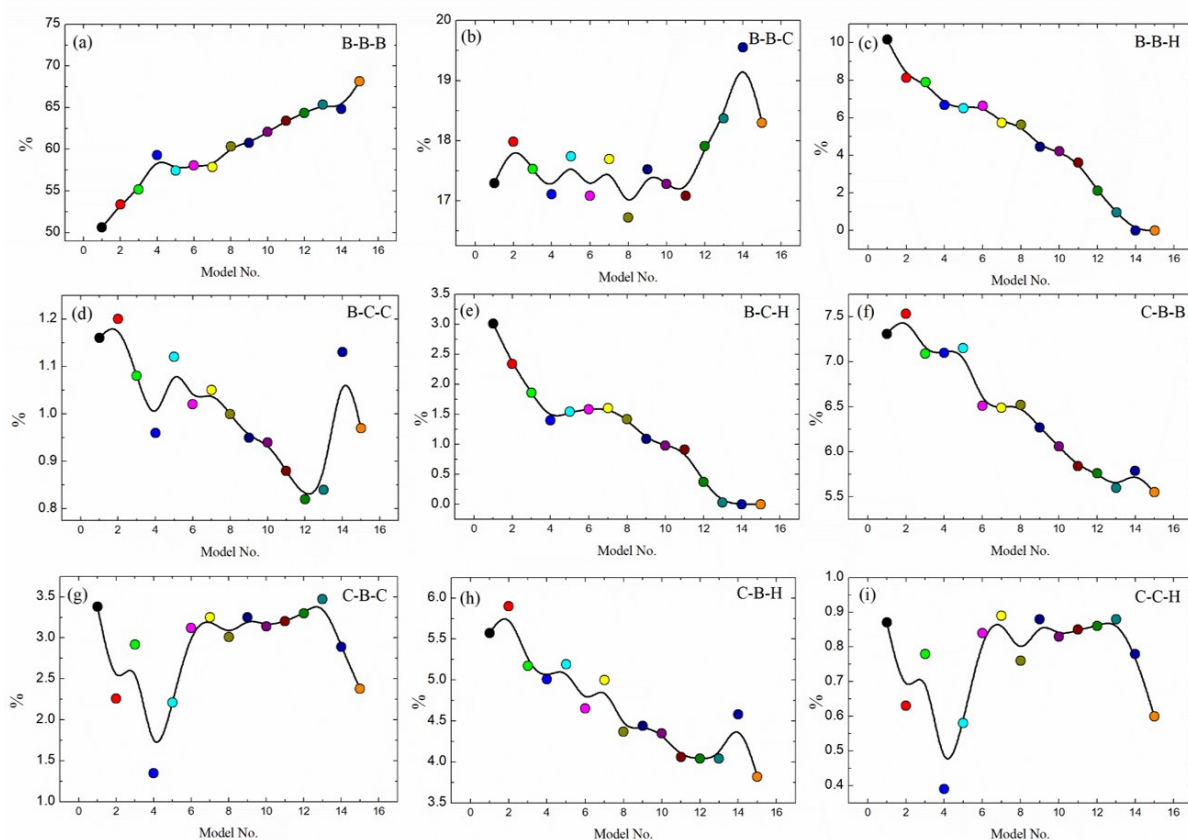 (a) B-B-B
75
70
65
60
55
50
%
0 2 4 6 8 10 12 14 16
Model No.
(b) B-B-C
20
19
18
17
%
0 2 4 6 8 10 12 14 16
Model No.
(c) B-B-H
10
8
6
4
2
0
%
0 2 4 6 8 10 12 14 16
Model No.
(d) B-C-C
1.2
1.1
1.0
0.9
0.8
%
0 2 4 6 8 10 12 14 16
Model No.
(e) B-C-H
3.5
3.0
2.5
2.0
1.5
1.0
0.5
0.0
%
0 2 4 6 8 10 12 14 16
Model No.
(f) C-B-B
7.5
7.0
6.5
6.0
5.5
%
0 2 4 6 8 10 12 14 16
Model No.
(g) C-B-C
3.5
3.0
2.5
2.0
1.5
1.0
%
0 2 4 6 8 10 12 14 16
Model No.
(h) C-B-H
6.0
5.5
5.0
4.5
4.0
3.5
%
0 2 4 6 8 10 12 14 16
Model No.
(i) C-C-H
1.0
0.9
0.8
0.7
0.6
0.5
0.4
%
0 2 4 6 8 10 12 14 16
Model No.